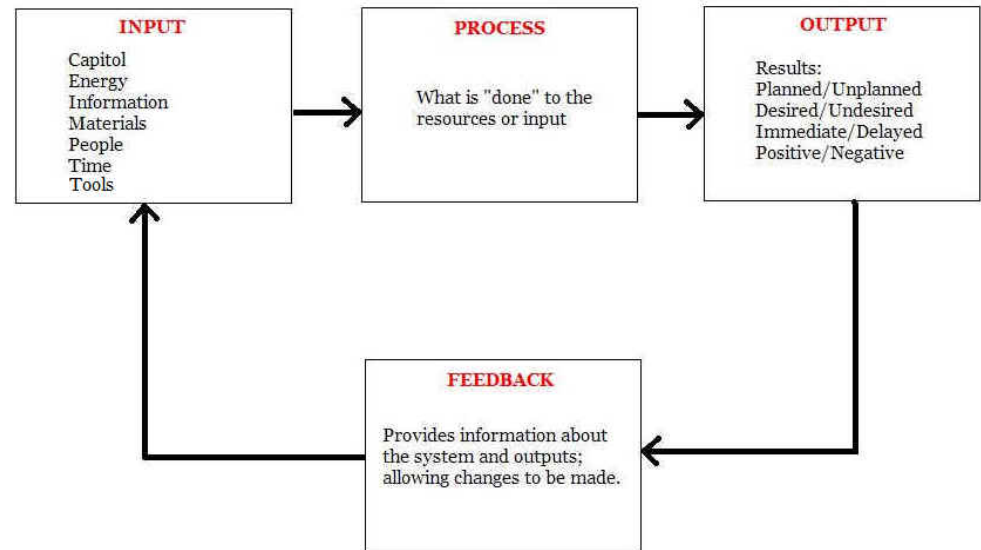 INPUT
Capitol
Energy
Information
Materials
People
Time
Tools
PROCESS
What is "done" to the
resources or input
OUTPUT
Results:
Planned/Unplanned
Desired/Undesired
Immediate/Delayed
Positive/Negative
FEEDBACK
Provides information about
the system and outputs;
allowing changes to be made.